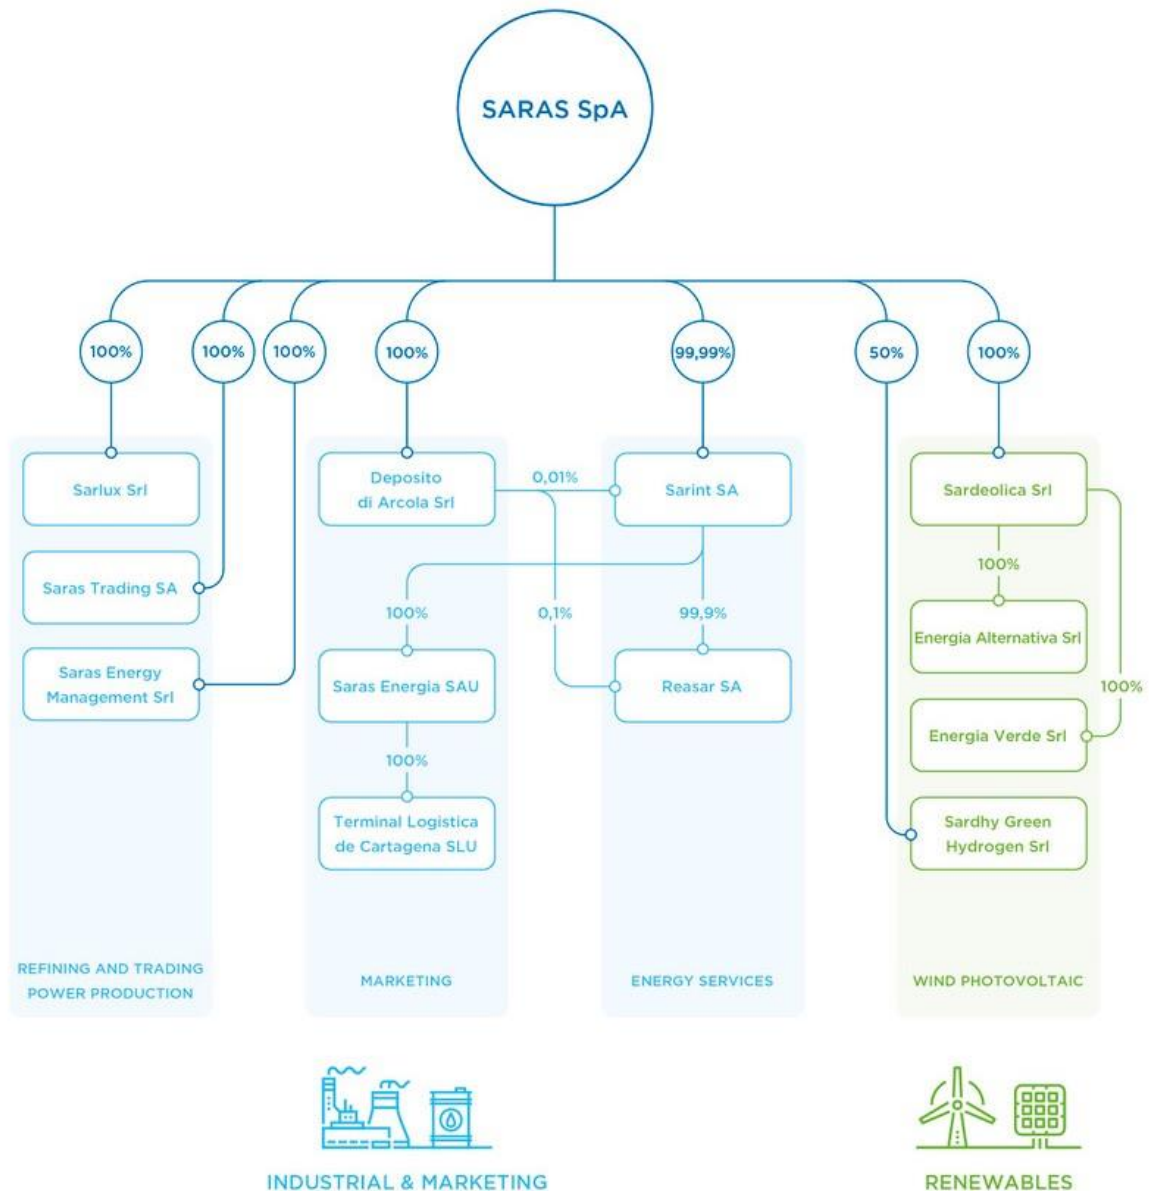 SARAS SpA
100%
100%
100%
100%
99,99%
50%
100%
Sarlux Srl
Saras Trading SA
Saras Energy
Management Srl
REFINING AND TRADING
POWER PRODUCTION
Deposito
di Arcola Srl
0,01%
0,1%
100%
Saras Energia SAU
100%
Terminal Logistica
de Cartagena SLU
MARKETING
Sarint SA
99,9%
Reasar SA
ENERGY SERVICES
Sardeolica Srl
100%
Energia Alternativa Srl
100%
Energia Verde Srl
Sardhy Green
Hydrogen Srl
WIND PHOTOVOLTAIC
INDUSTRIAL & MARKETING
RENEWABLES